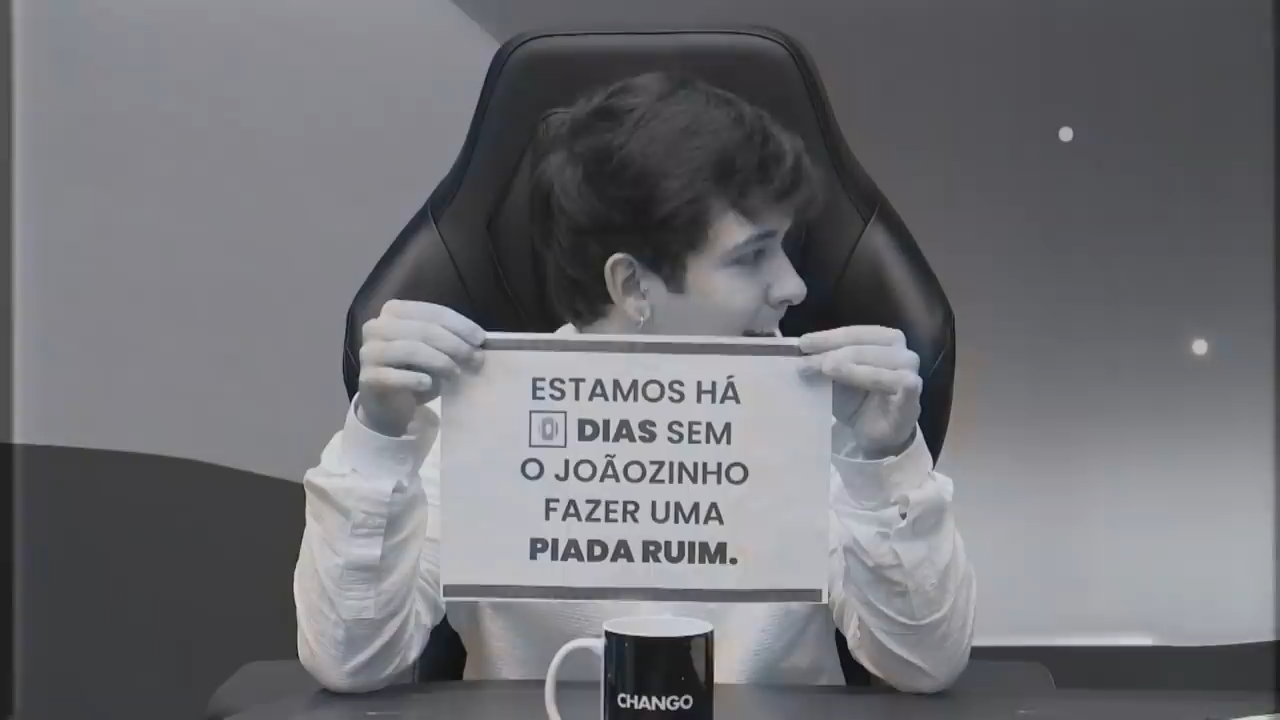 ESTAMOS HÁ
0 DIAS SEM
O JOÃOZINHO
FAZER UMA
PIADA RUIM.
CHANGO